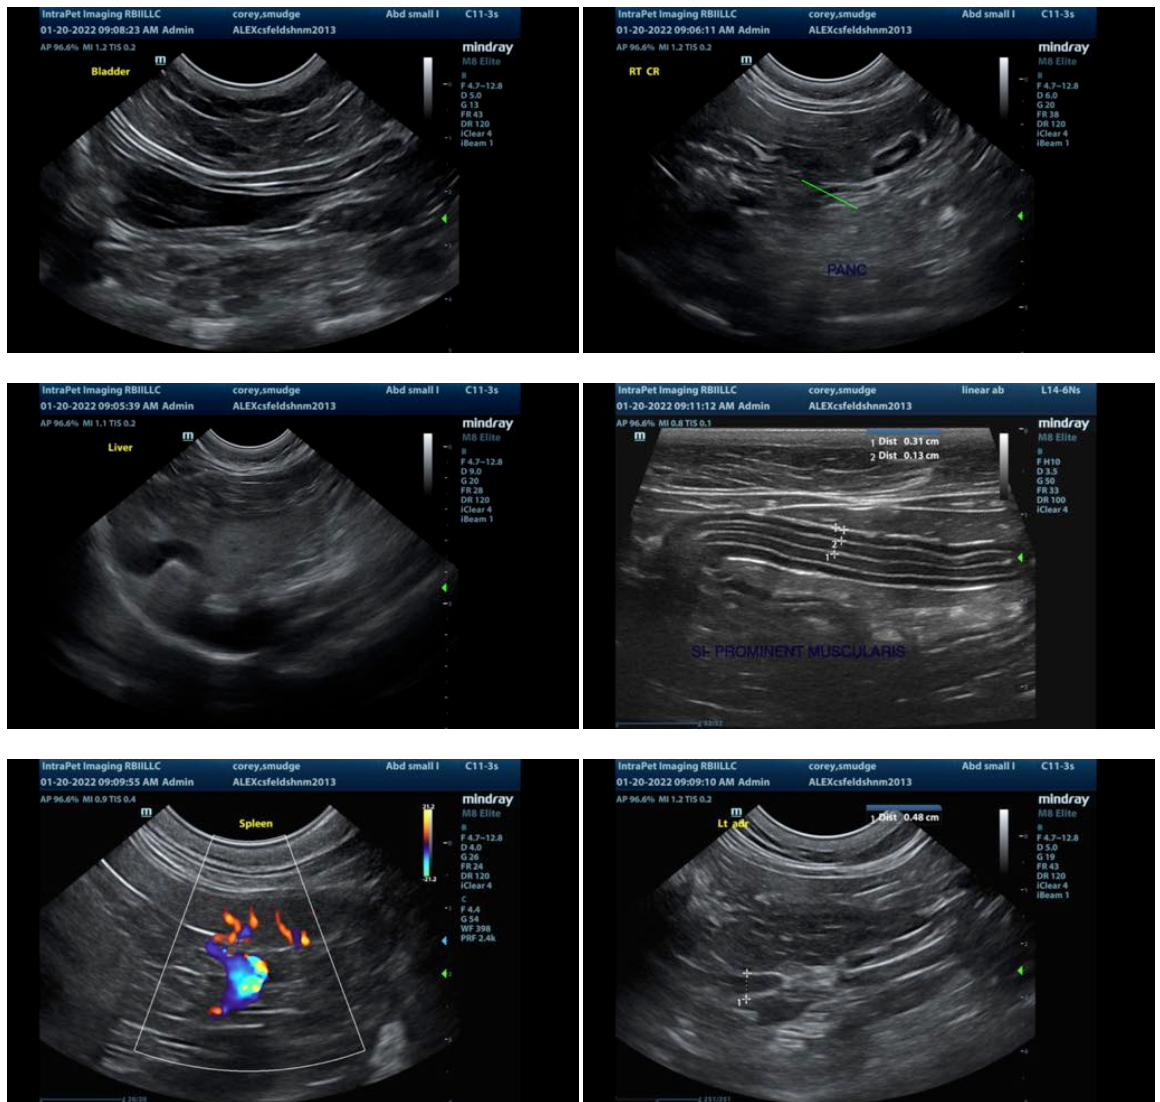 IntraPet Imaging RBIILLC corey,smudge Abd small I C11-3s
01-20-2022 09:08:23 AM Admin ALEXcsfeldshnm2013
AP 96.6% MI 1.2 TIS 0.2
mindray
M8 Elite
m
Bladder
B
F 4.7~12.8
D 5.0
G 13
FR 43
DR 120
iClear 4
iBeam 1
IntraPet Imaging RBIILLC corey,smudge Abd small I C11-3s
01-20-2022 09:06:11 AM Admin ALEXcsfeldshnm2013
AP 96.6% MI 1.2 TIS 0.2
mindray
M8 Elite
m
RT CR
B
F 4.7~12.8
D 6.0
G 20
FR 38
DR 120
iClear 4
iBeam 1
PANC
IntraPet Imaging RBIILLC corey,smudge Abd small I C11-3s
01-20-2022 09:05:39 AM Admin ALEXcsfeldshnm2013
AP 96.6% MI 1.1 TIS 0.2
mindray
M8 Elite
m
Liver
B
F 4.7~12.8
D 9.0
G 20
FR 28
DR 120
iClear 4
iBeam 1
IntraPet Imaging RBIILLC corey,smudge linear ab L14-6Ns
01-20-2022 09:11:12 AM Admin ALEXcsfeldshnm2013
AP 96.6% MI 0.8 TIS 0.1
mindray
M8 Elite
m
1 Dist 0.31 cm
2 Dist 0.13 cm
B
F H10
D 3.5
G 50
FR 33
DR 100
iClear 4
2
1
SI- PROMINENT MUSCULARIS
IntraPet Imaging RBIILLC corey,smudge Abd small I C11-3s
01-20-2022 09:09:55 AM Admin ALEXcsfeldshnm2013
AP 96.6% MI 0.9 TIS 0.4
mindray
M8 Elite
m
Spleen
21.2
-21.2
B
F 4.7~12.8
D 4.0
G 26
FR 24
DR 120
iClear 4
C
F 4.4
G 54
WF 398
PRF 2.4k
IntraPet Imaging RBIILLC corey,smudge Abd small I C11-3s
01-20-2022 09:09:10 AM Admin ALEXcsfeldshnm2013
AP 96.6% MI 1.2 TIS 0.2
mindray
M8 Elite
m
Lt adr
1 Dist 0.48 cm
B
F 4.7~12.8
D 5.0
G 19
FR 43
DR 120
iClear 4
iBeam 1
1